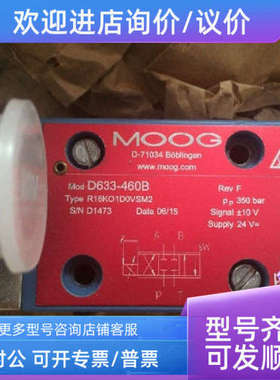 欢迎进店咨询/议价
MOOG
D-71034 Böblingen
www.moog.com
Mod D633-460B
Rev F
Type R16KO1D0VSM2
pP 350 bar
S/N D1473
Date 06/15
Signal ±10 V
Supply 24 V=
A B
P T
更多型号咨询店铺客服
对公 可开专票/普票
型号齐
可发顺